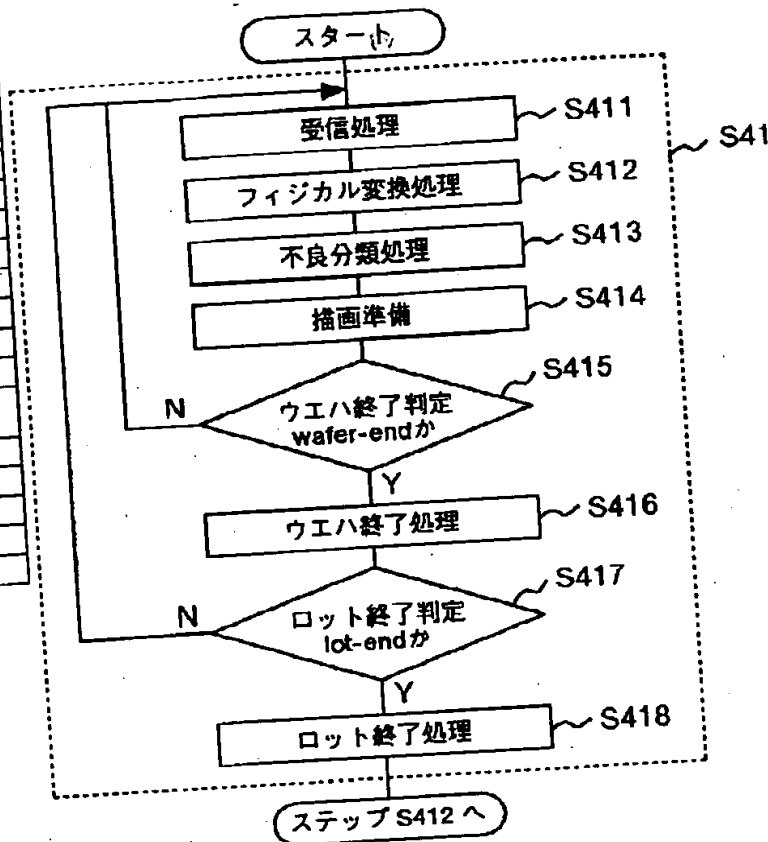 スタート
受信処理
S411
S41
フィジカル変換処理
S412
不良分類処理
S413
描画準備
S414
ウエハ終了判定
wafer-endか
S415
N
Y
ウエハ終了処理
S416
ロット終了判定
lot-endか
S417
N
Y
ロット終了処理
S418
ステップ S412 へ